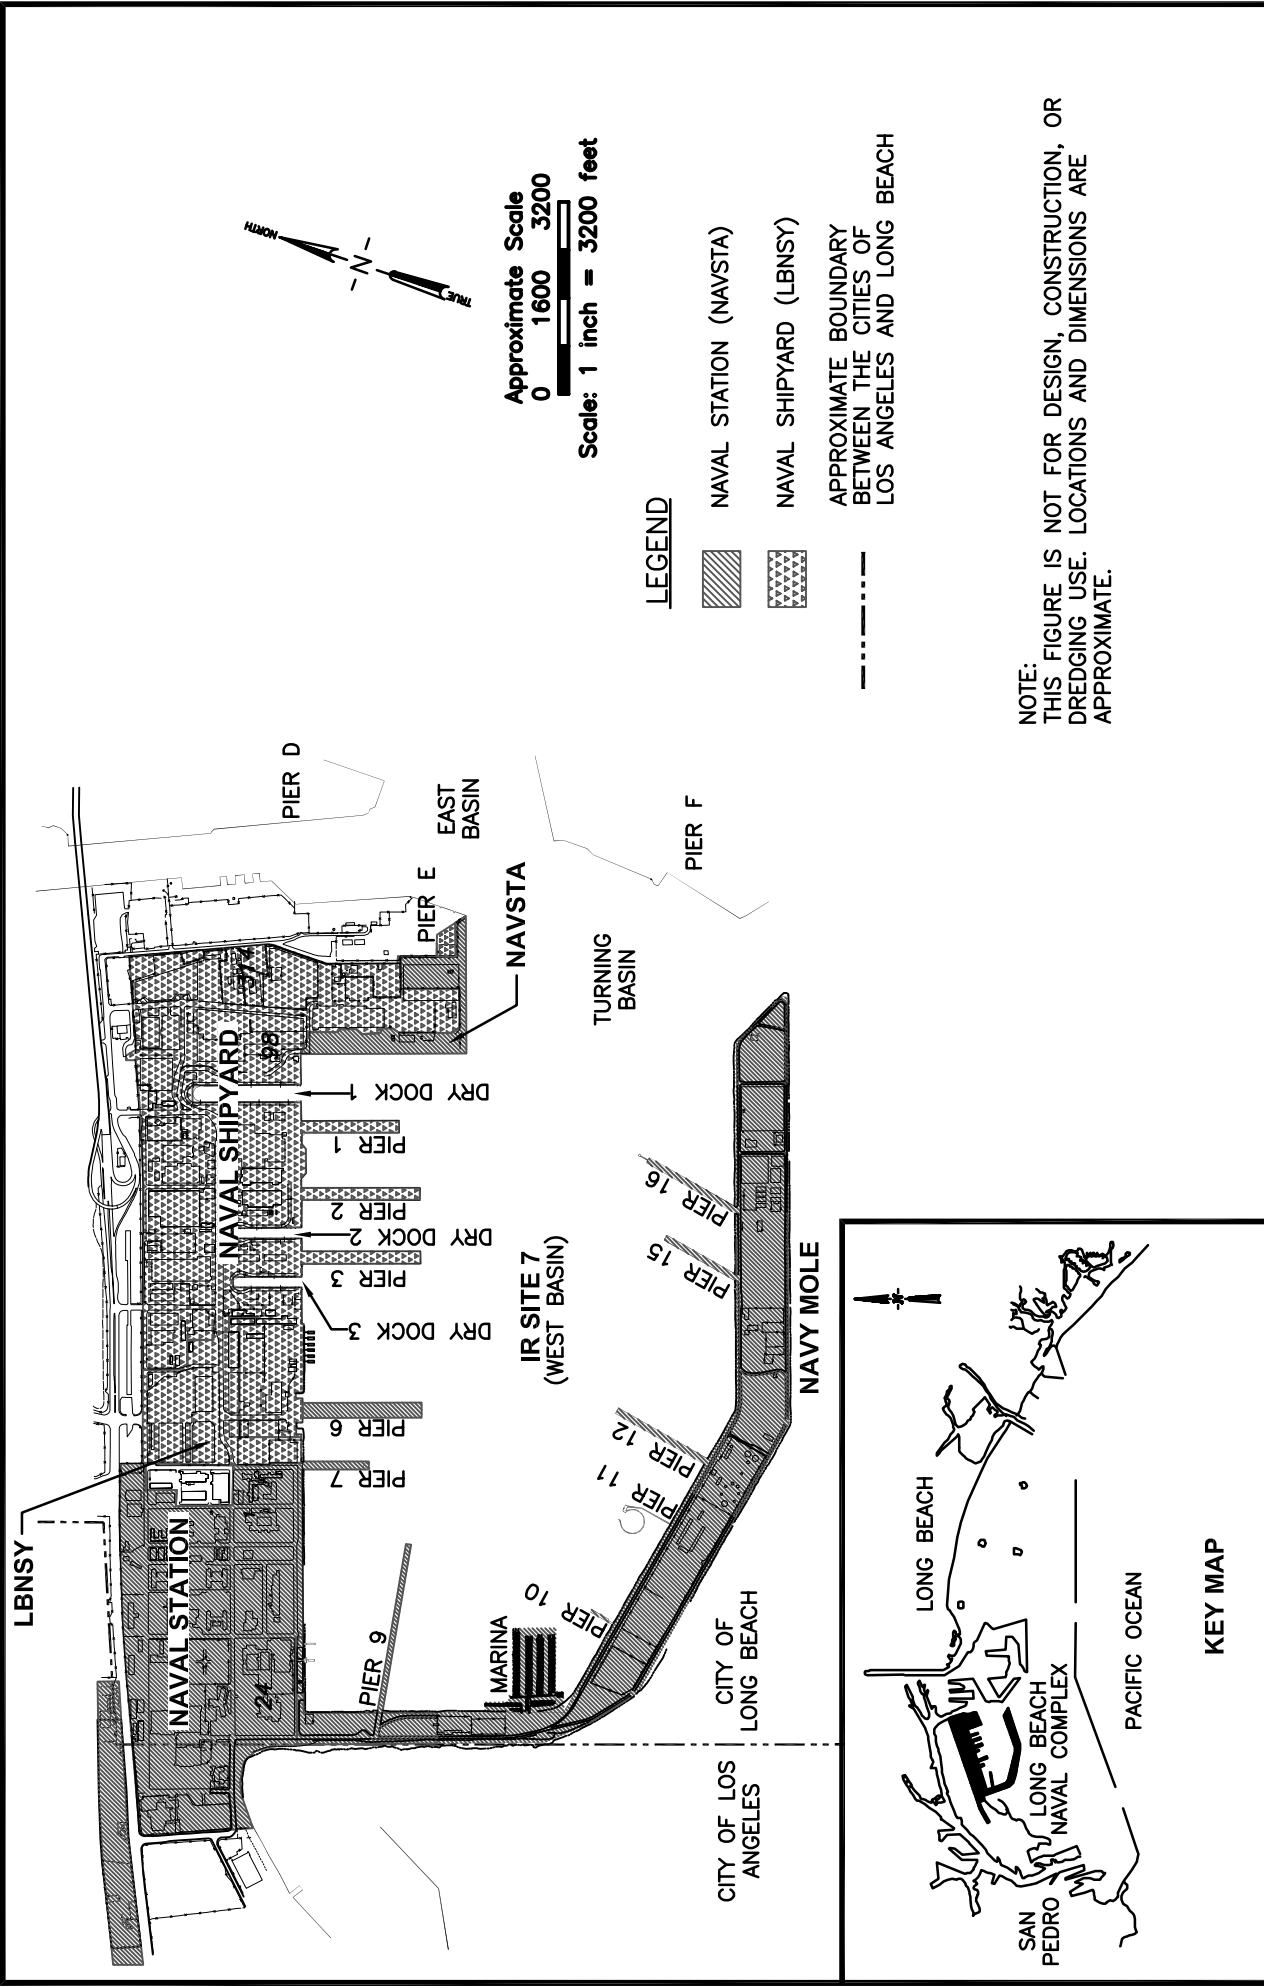 LBNSY
NAVAL STATION
NAVAL SHIPYARD
24
98
314
PIER D
PIER E
EAST
BASIN
PIER F
NAVSTA
TURNING
BASIN
PIER 9
PIER 7
PIER 6
DRY DOCK 3
PIER 3
DRY DOCK 2
PIER 2
PIER 1
DRY DOCK 1
IR SITE 7
(WEST BASIN)
MARINA
PIER 10
PIER 11
PIER 12
PIER 15
PIER 16
NAVY MOLE
CITY OF LOS
ANGELES
CITY OF
LONG BEACH
TRUE
N
NORTH
Approximate Scale
0 1600 3200
Scale: 1 inch = 3200 feet
LEGEND
NAVAL STATION (NAVSTA)
NAVAL SHIPYARD (LBNSY)
APPROXIMATE BOUNDARY
BETWEEN THE CITIES OF
LOS ANGELES AND LONG BEACH
NOTE:
THIS FIGURE IS NOT FOR DESIGN, CONSTRUCTION, OR
DREDGING USE. LOCATIONS AND DIMENSIONS ARE
APPROXIMATE.
N
LONG BEACH
SAN
PEDRO
LONG BEACH
NAVAL COMPLEX
PACIFIC OCEAN
KEY MAP